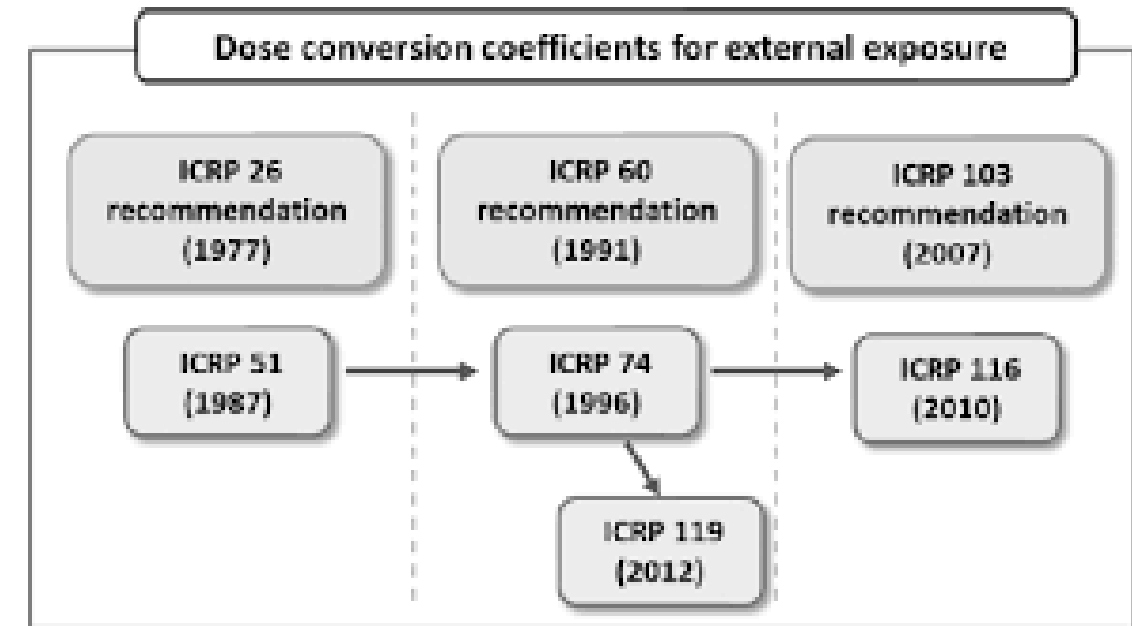 Dose conversion coefficients for external exposure
ICRP 26
recommendation
(1977)
ICRP 60
recommendation
(1991)
ICRP 103
recommendation
(2007)
ICRP 51
(1987)
ICRP 74
(1996)
ICRP 116
(2010)
ICRP 119
(2012)